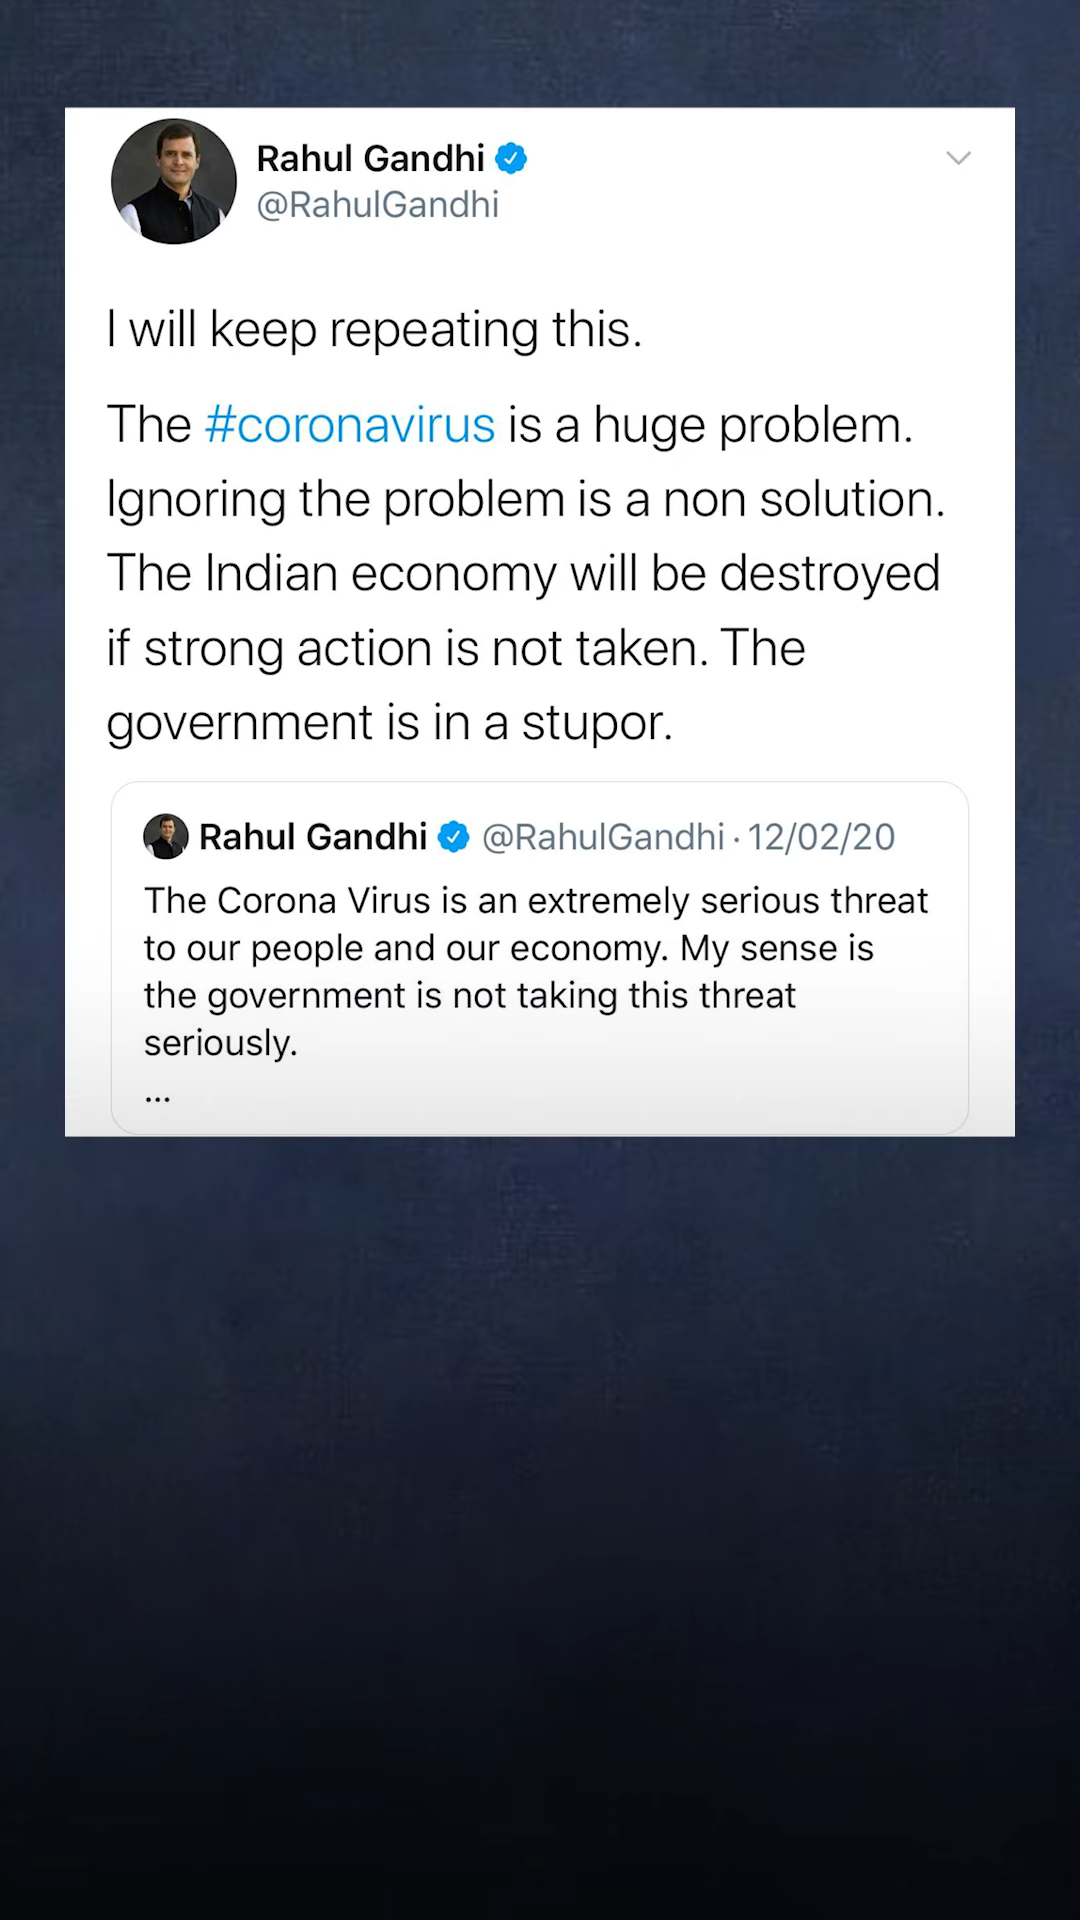 Rahul Gandhi
@RahulGandhi
I will keep repeating this.
The #coronavirus is a huge problem.
Ignoring the problem is a non solution.
The Indian economy will be destroyed
if strong action is not taken. The
government is in a stupor.
Rahul Gandhi @RahulGandhi · 12/02/20
The Corona Virus is an extremely serious threat
to our people and our economy. My sense is
the government is not taking this threat
seriously.
...